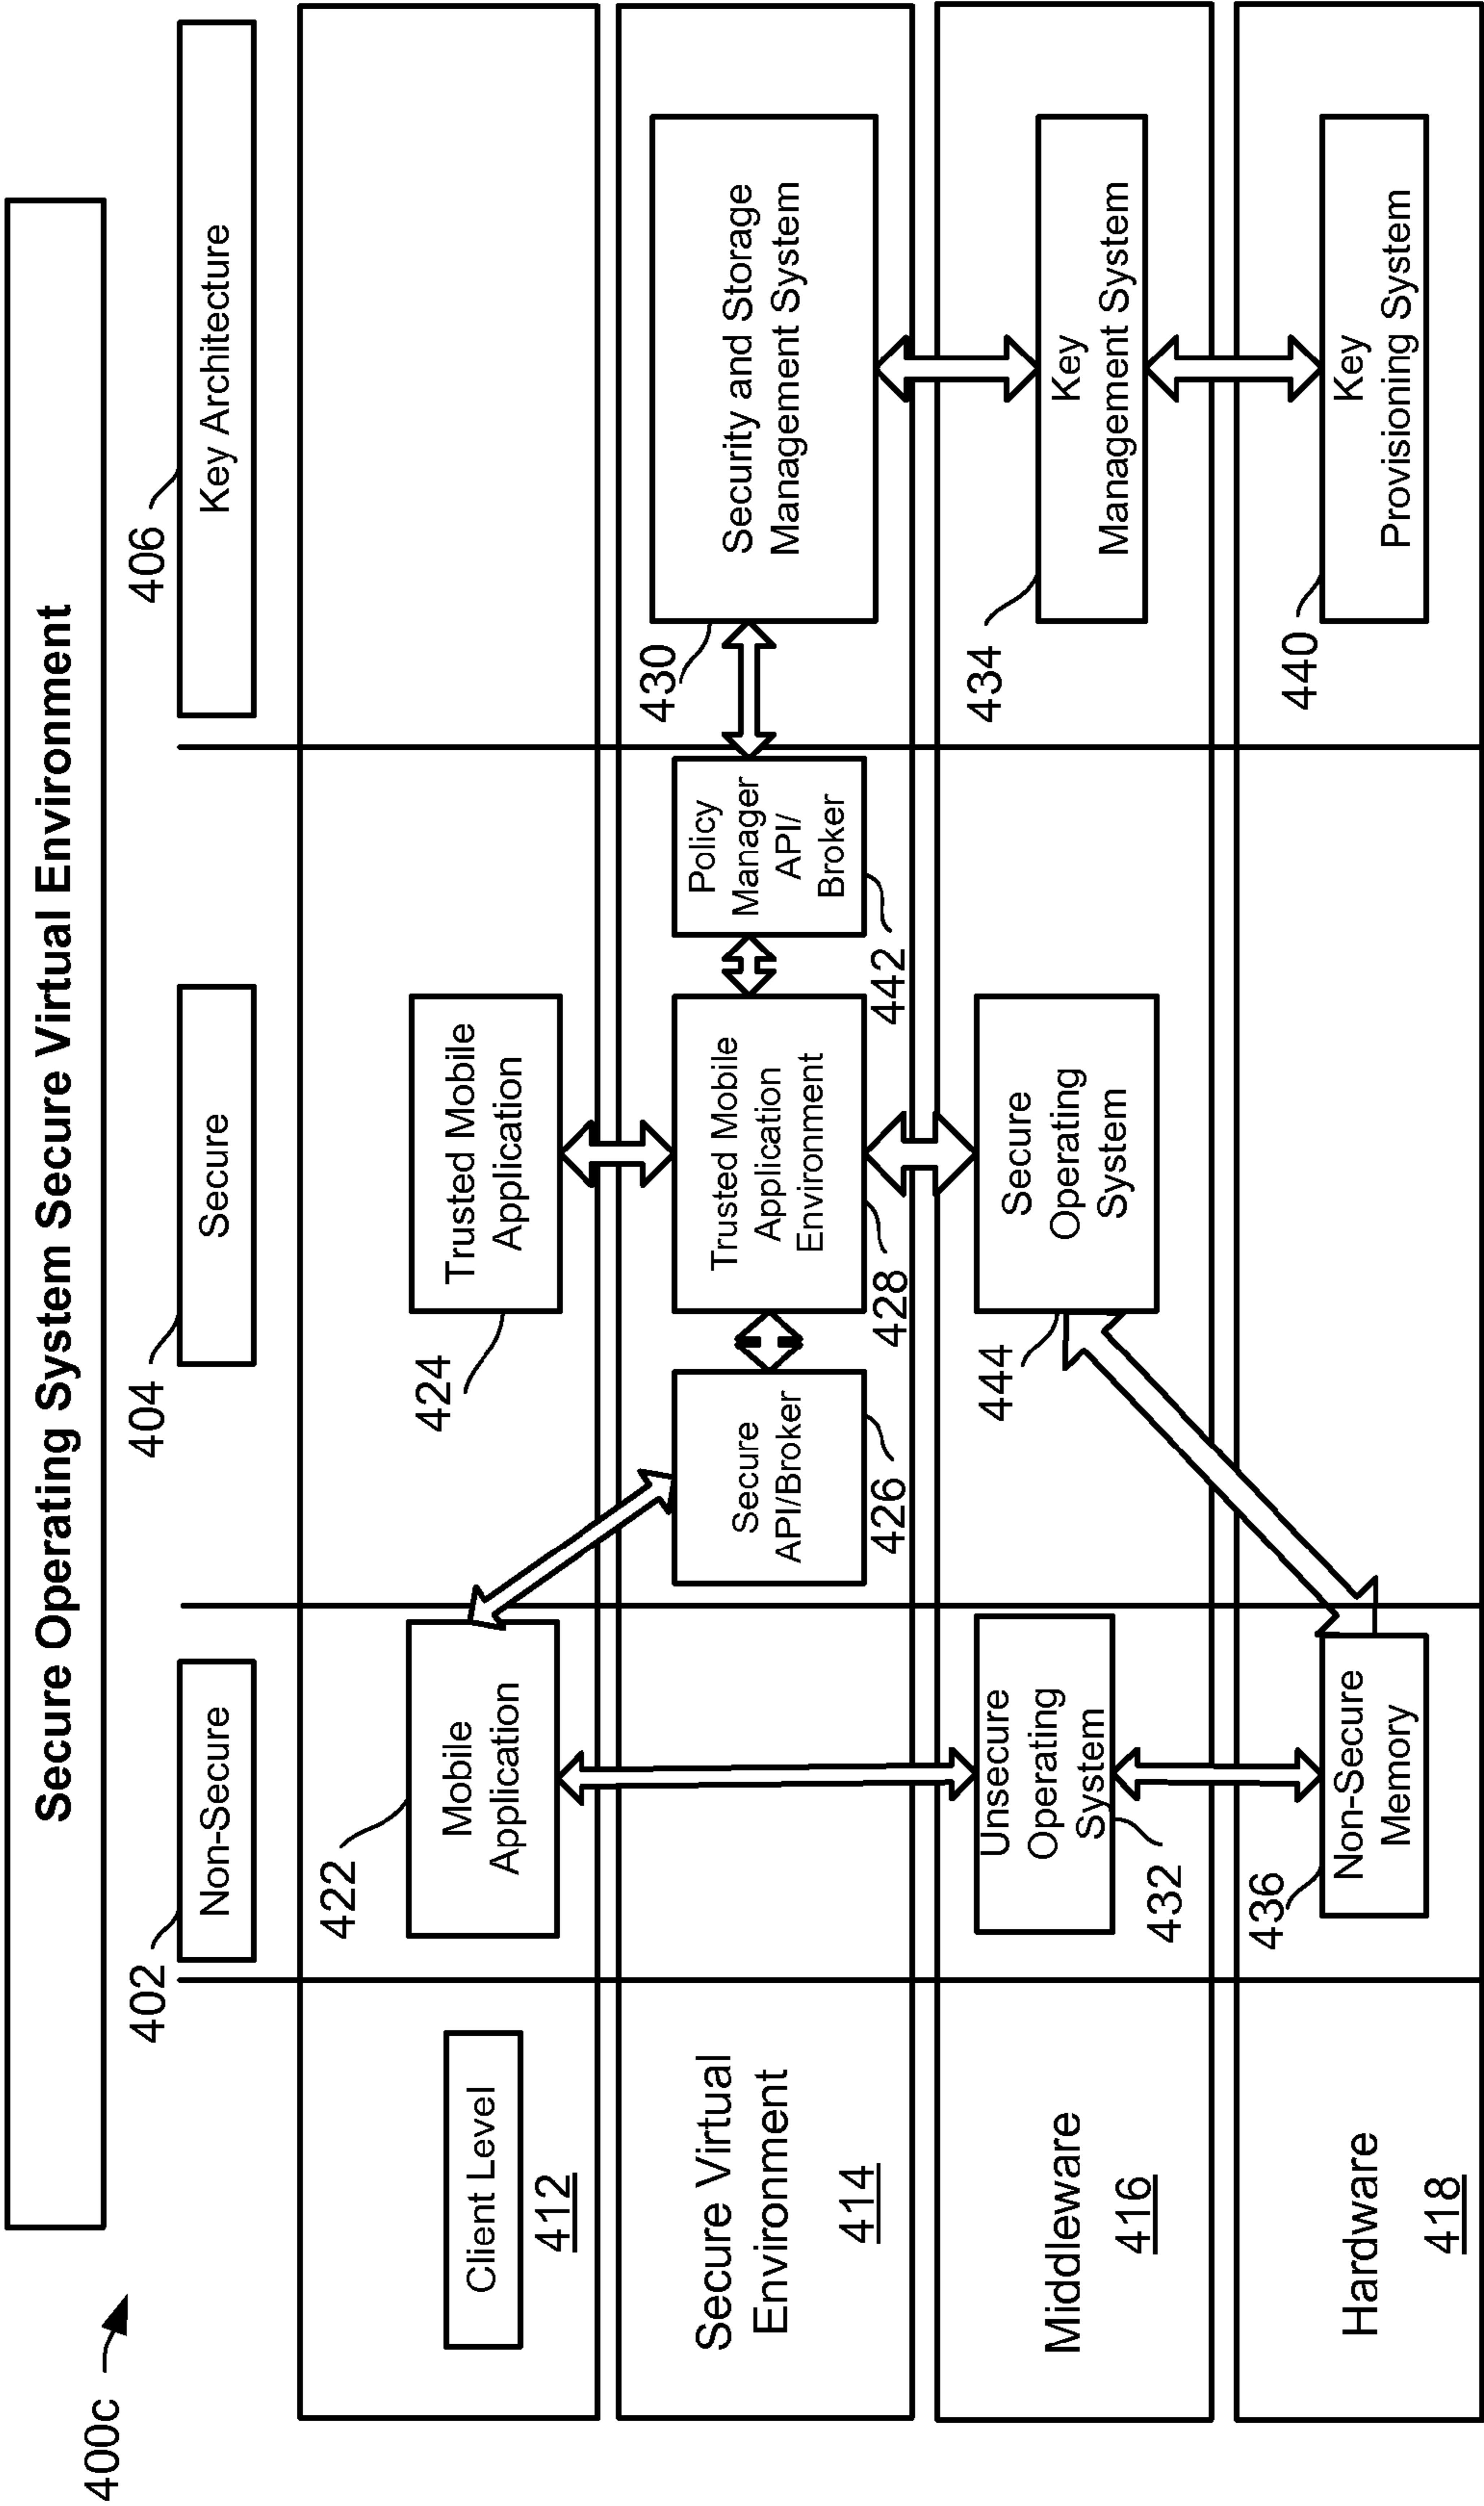 400c
Secure Operating System Secure Virtual Environment
402
404
406
Non-Secure
Secure
Key Architecture
Client Level
412
422
Mobile
Application
424
Trusted Mobile
Application
Secure Virtual
Environment
414
Secure
API/Broker
426
Trusted Mobile
Application
Environment
428
Policy
Manager
API/
Broker
442
430
Security and Storage
Management System
Middleware
416
Unsecure
Operating
System
432
444
Secure
Operating
System
434
Key
Management System
Hardware
418
436
Non-Secure
Memory
440
Key
Provisioning System